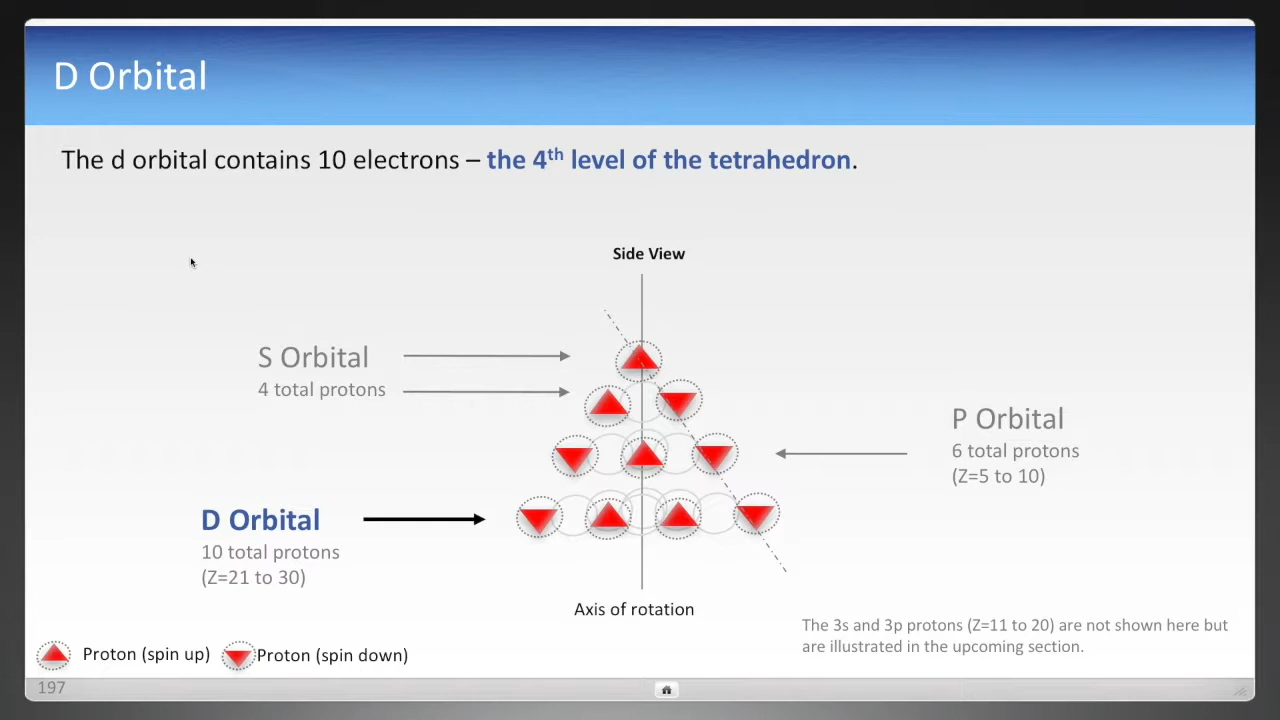 D Orbital
The d orbital contains 10 electrons – the 4th level of the tetrahedron.
Side View
S Orbital
4 total protons
P Orbital
6 total protons
(Z=5 to 10)
D Orbital
10 total protons
(Z=21 to 30)
Axis of rotation
The 3s and 3p protons (Z=11 to 20) are not shown here but
are illustrated in the upcoming section.
Proton (spin up)
Proton (spin down)
197